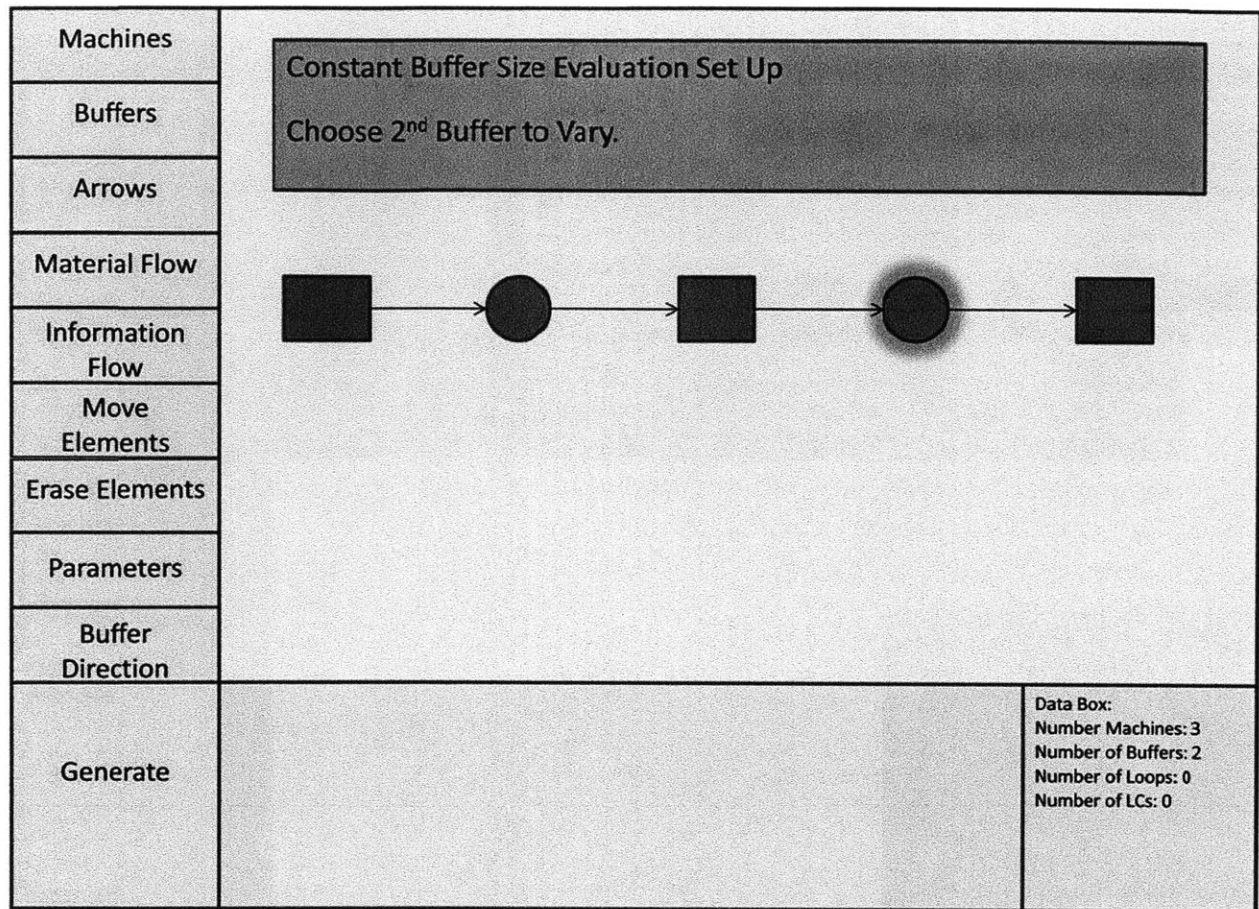 Machines
Buffers
Arrows
Material Flow
Information
Flow
Move
Elements
Erase Elements
Parameters
Buffer
Direction
Generate
Constant Buffer Size Evaluation Set Up
Choose 2nd Buffer to Vary.
Data Box:
Number Machines: 3
Number of Buffers: 2
Number of Loops: 0
Number of LCs: 0